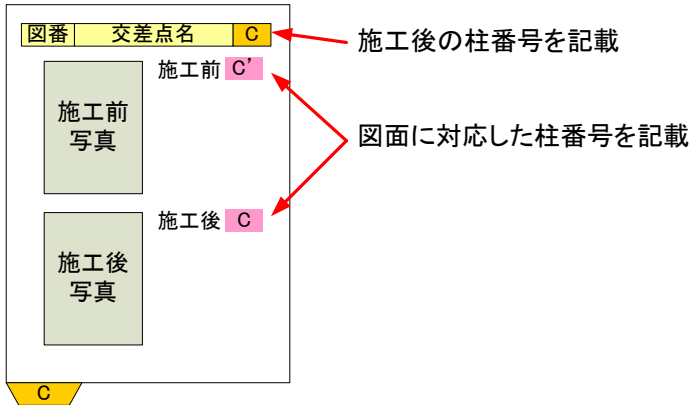 図番 交差点名 C
施工後の柱番号を記載
施工前 C’
施工前
写真
図面に対応した柱番号を記載
施工後 C
施工後
写真
C